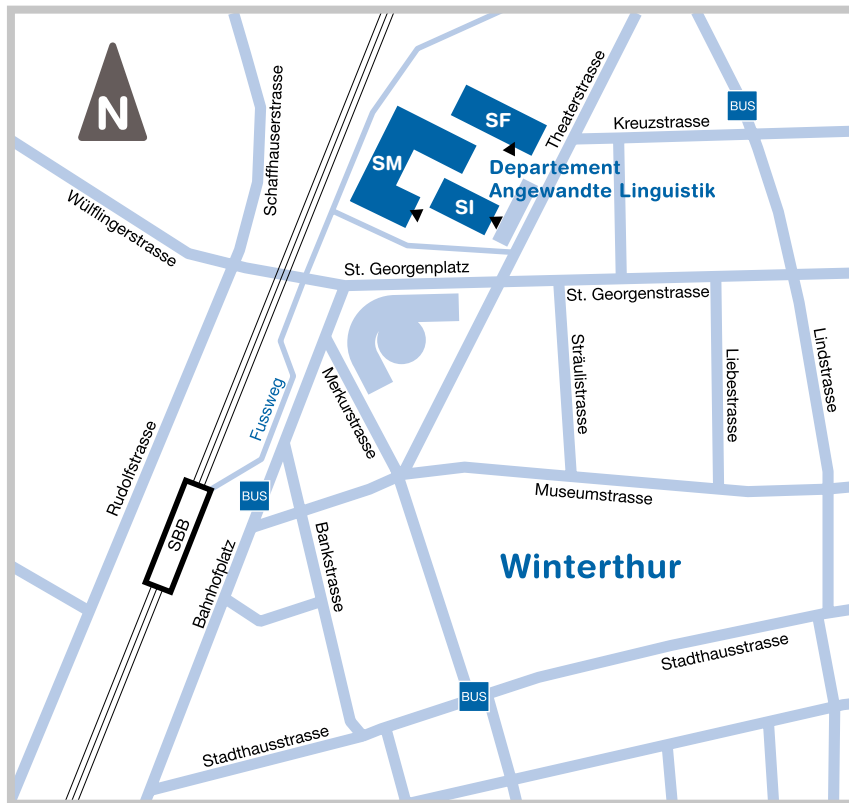 N
Schaffhauserstrasse
Wülflingerstrasse
SF
SM
SI
Theaterstrasse
Kreuzstrasse
BUS
Departement
Angewandte Linguistik
St. Georgenplatz
St. Georgenstrasse
Sträulistrasse
Liebestrasse
Lindstrasse
Merkurstrasse
Fussweg
Rudolfstrasse
SBB
BUS
Museumstrasse
Bahnhofplatz
Bankstrasse
Winterthur
Stadthausstrasse
BUS
Stadthausstrasse